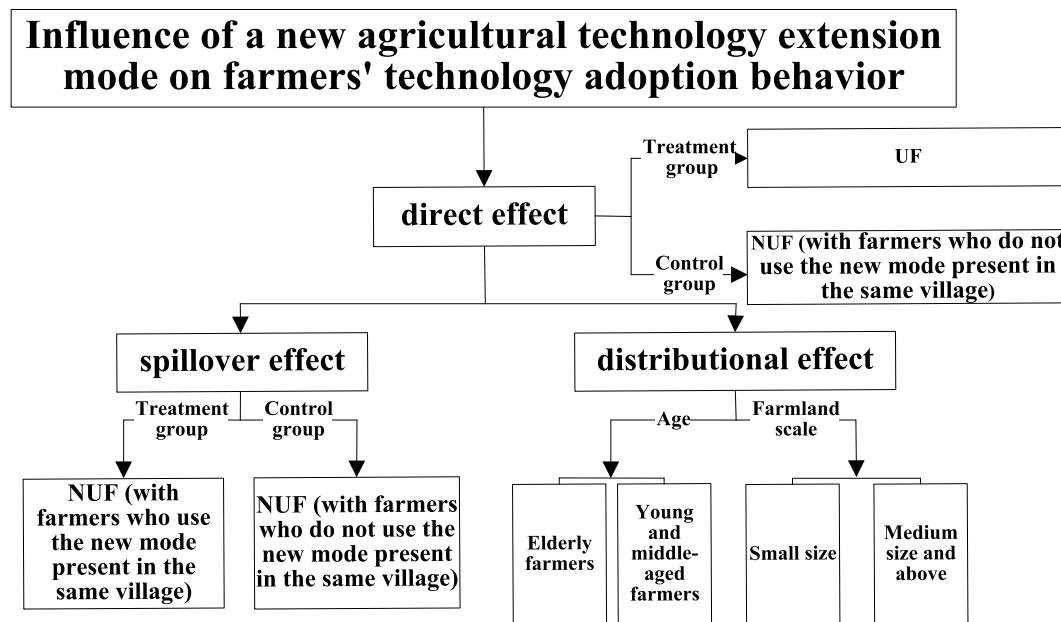 Influence of a new agricultural technology extension
mode on farmers' technology adoption behavior
Treatment
group
UF
direct effect
NUF (with farmers who do not
use the new mode present in
the same village)
Control
group
spillover effect
distributional effect
Treatment
group
Control
group
Age
Farmland
scale
NUF (with
farmers who use
the new mode
present in the
same village)
NUF (with farmers
who do not use the
new mode present
in the same village)
Elderly
farmers
Young
and
middle-
aged
farmers
Small size
Medium
size and
above